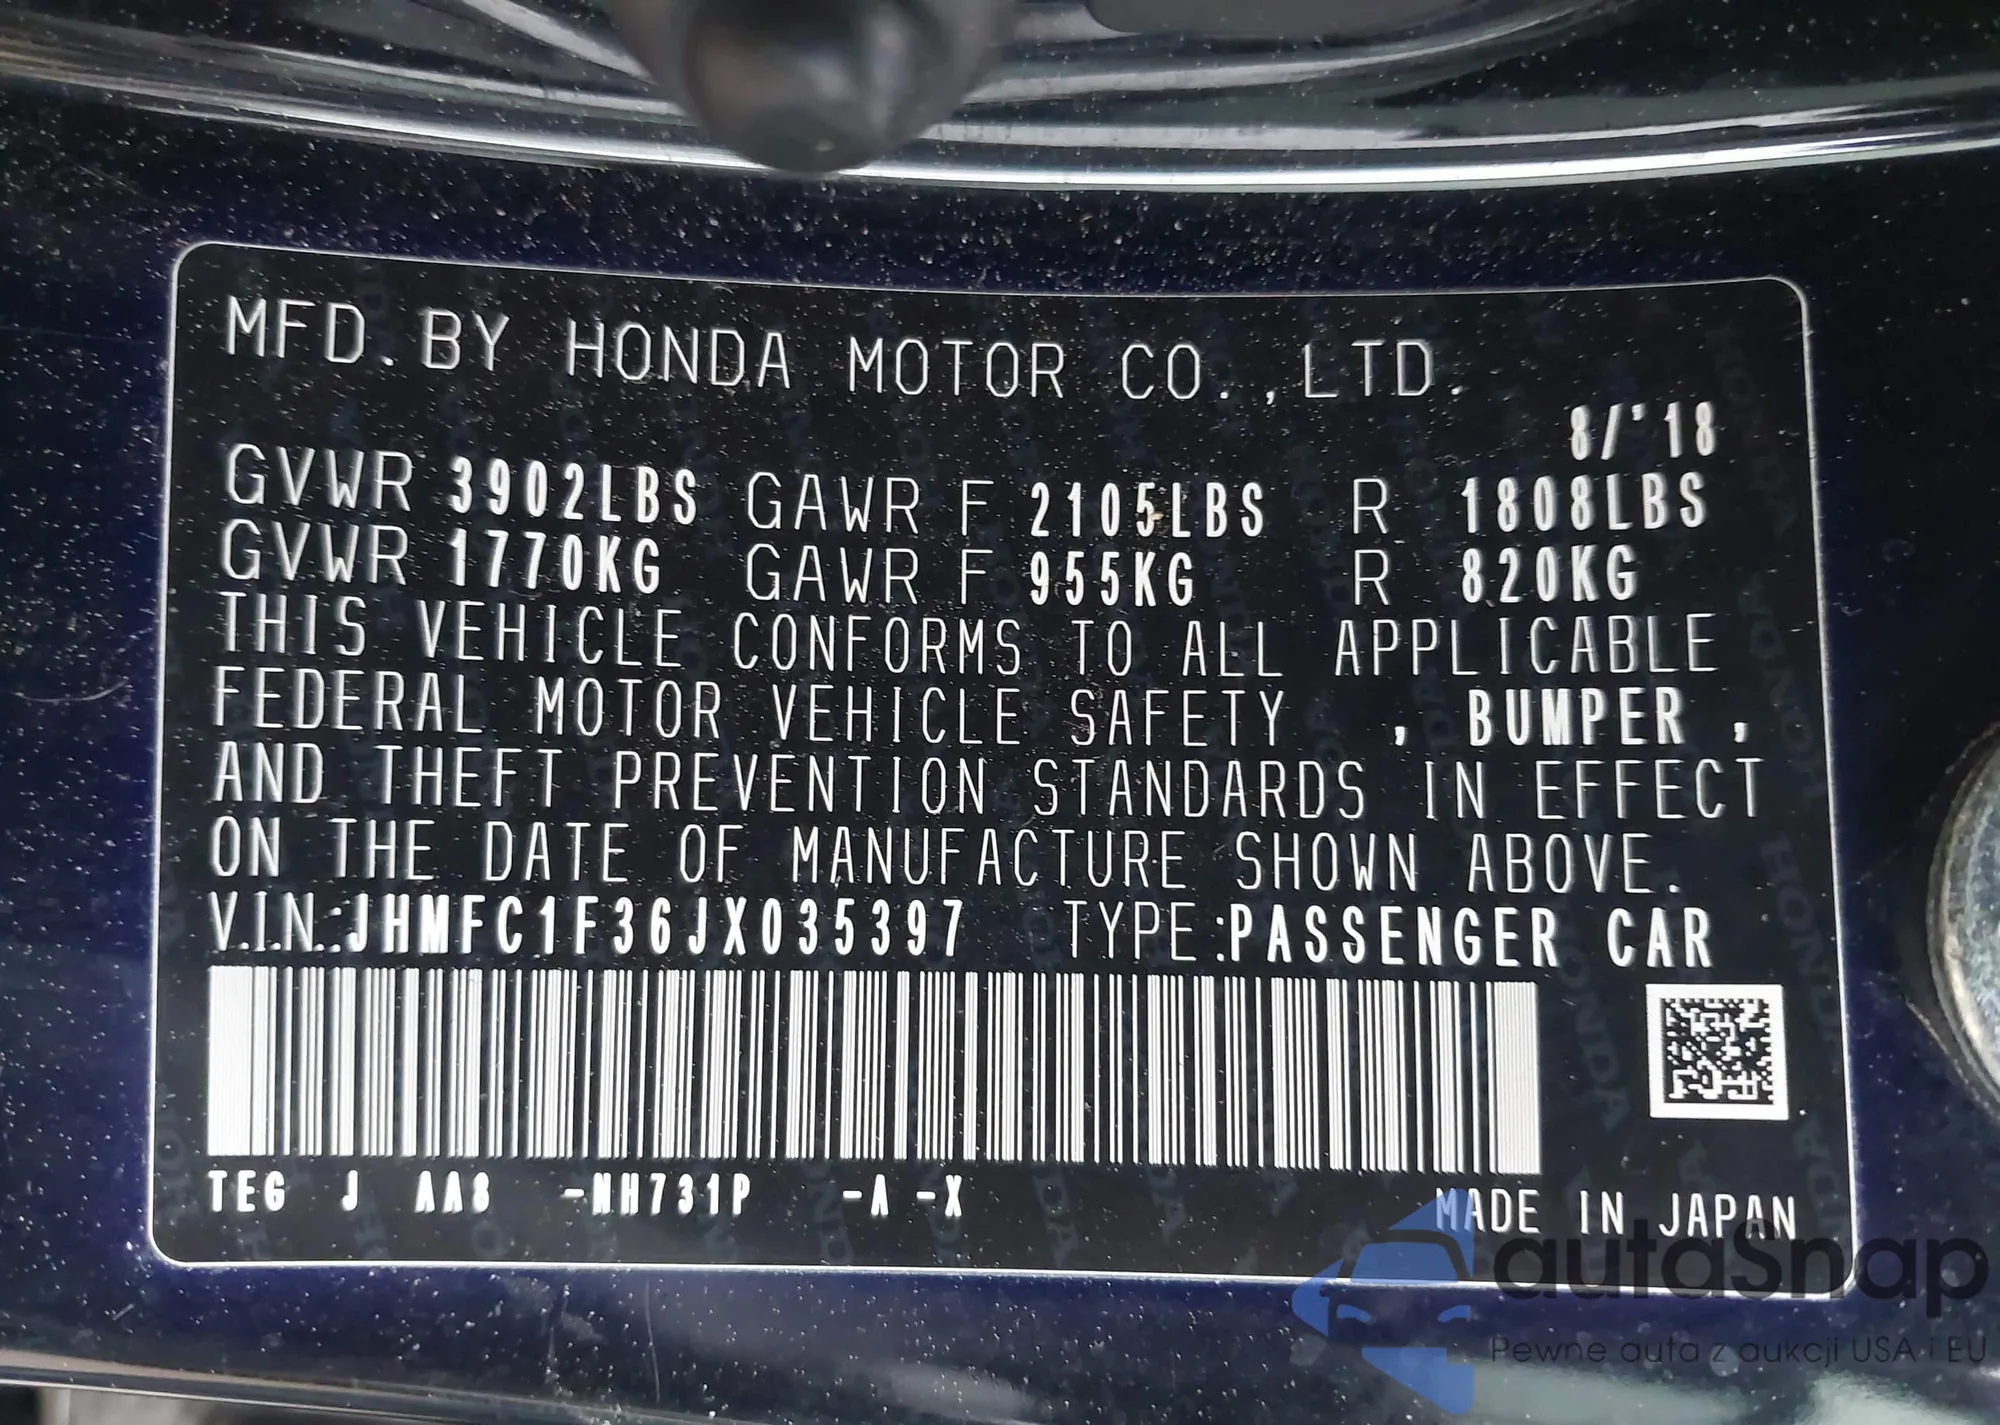 MFD. BY HONDA MOTOR CO., LTD.
8/'18
GVWR 3902LBS GAWR F 2105LBS R 1808LBS
GVWR 1770KG GAWR F 955KG R 820KG
THIS VEHICLE CONFORMS TO ALL APPLICABLE
FEDERAL MOTOR VEHICLE SAFETY , BUMPER ,
AND THEFT PREVENTION STANDARDS IN EFFECT
ON THE DATE OF MANUFACTURE SHOWN ABOVE.
V.I.N.:JHMFC1F36JX035397 TYPE:PASSENGER CAR
TEG J AA8 -NH731P -A -X
MADE IN JAPAN
autaSnap
Pewne auta z aukcji USA i EU